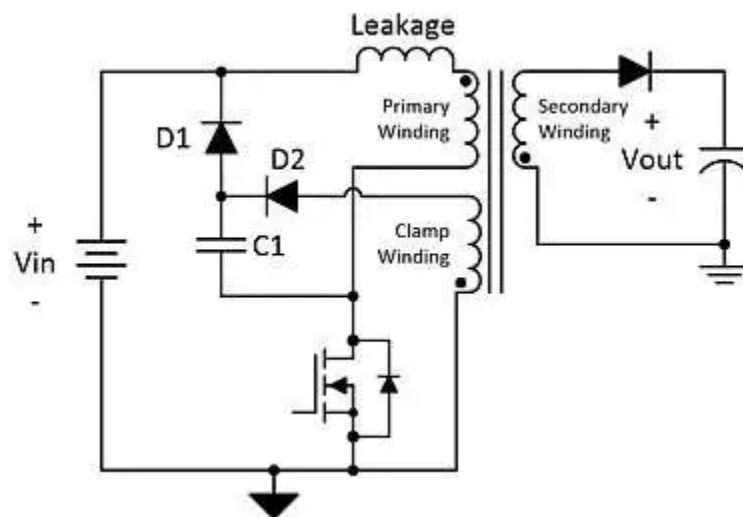 Leakage
Primary
Winding
Secondary
Winding
+
Vout
-
D1
D2
C1
Clamp
Winding
+
Vin
-